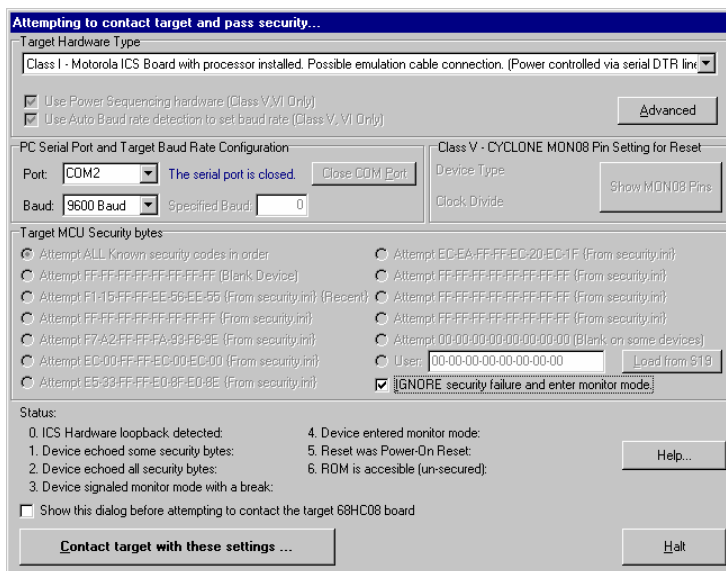 Attempting to contact target and pass security...
Target Hardware Type
Class I - Motorola ICS Board with processor installed. Possible emulation cable connection. (Power controlled via serial DTR line
Use Power Sequencing hardware (Class V,VI Only)
Use Auto Baud rate detection to set baud rate (Class V, VI Only)
Advanced
PC Serial Port and Target Baud Rate Configuration
Port: COM2 The serial port is closed. Close COM Port
Baud: 9600 Baud Specified Baud: 0
Class V - CYCLONE MON08 Pin Setting for Reset
Device Type
Clock Divide
Show MON08 Pins
Target MCU Security bytes
Attempt ALL Known security codes in order
Attempt FF-FF-FF-FF-FF-FF-FF-FF (Blank Device)
Attempt F1-15-FF-FF-EE-56-EE-55 {From security.ini} {Recent}
Attempt FF-FF-FF-FF-FF-FF-FF-FF {From security.ini}
Attempt F7-A2-FF-FF-FA-93-F6-9E {From security.ini}
Attempt EC-00-FF-FF-EC-00-EC-00 {From security.ini}
Attempt E5-33-FF-FF-E0-8F-E0-8E {From security.ini}
Attempt EC-EA-FF-FF-EC-20-EC-1F {From security.ini}
Attempt FF-FF-FF-FF-FF-FF-FF-FF {From security.ini}
Attempt FF-FF-FF-FF-FF-FF-FF-FF {From security.ini}
Attempt FF-FF-FF-FF-FF-FF-FF-FF {From security.ini}
Attempt 00-00-00-00-00-00-00-00 (Blank on some devices)
User: 00-00-00-00-00-00-00-00 Load from S19
IGNORE security failure and enter monitor mode.
Status:
0. ICS Hardware loopback detected:
1. Device echoed some security bytes:
2. Device echoed all security bytes:
3. Device signaled monitor mode with a break:
4. Device entered monitor mode:
5. Reset was Power-On Reset:
6. ROM is accesible (un-secured):
Help...
Show this dialog before attempting to contact the target 68HC08 board
Contact target with these settings ...
Halt